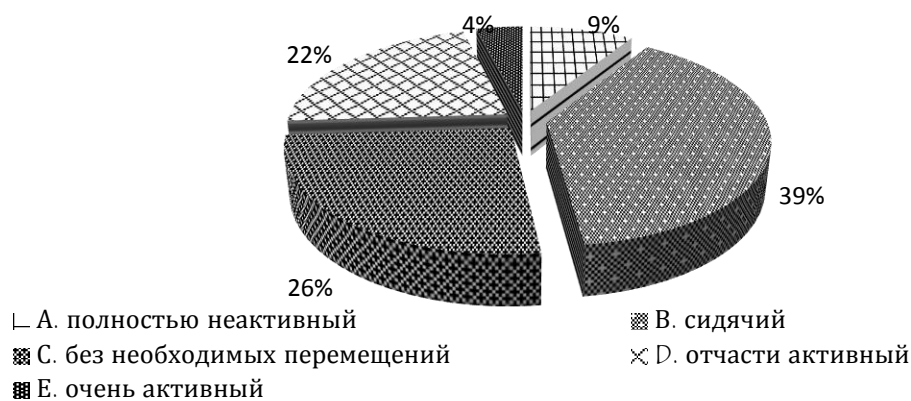 4% 9%
22%
39%
26%
A. полностью неактивный B. сидячий
C. без необходимых перемещений D. отчасти активный
E. очень активный